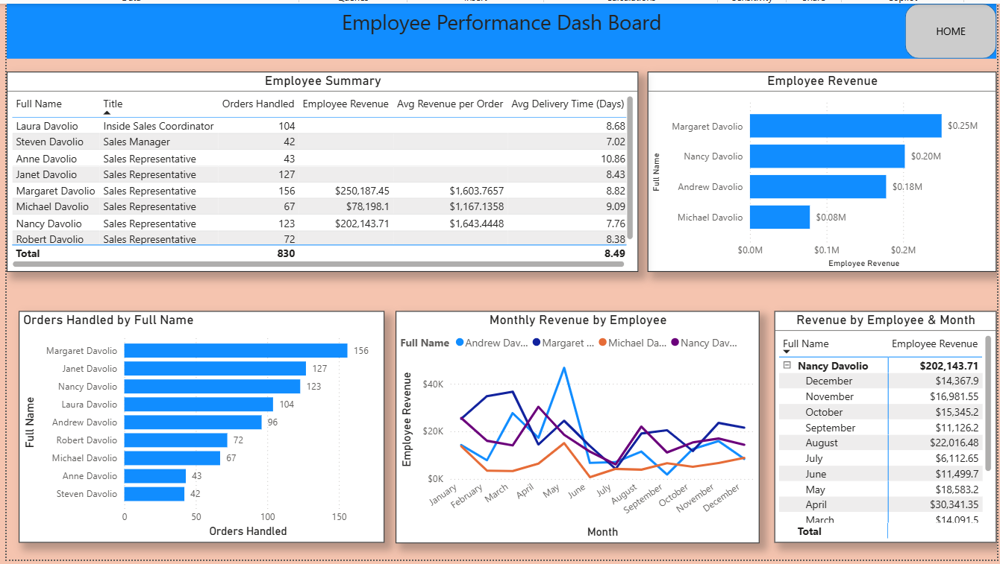 Employee Performance Dash Board
HOME
Employee Summary
Full Name Title Orders Handled Employee Revenue Avg Revenue per Order Avg Delivery Time (Days)
Laura Davolio Inside Sales Coordinator 104 8.68
Steven Davolio Sales Manager 42 7.02
Anne Davolio Sales Representative 43 10.86
Janet Davolio Sales Representative 127 8.43
Margaret Davolio Sales Representative 156 $250,187.45 $1,603.7657 8.82
Michael Davolio Sales Representative 67 $78,198.1 $1,167.1358 9.09
Nancy Davolio Sales Representative 123 $202,143.71 $1,643.4448 7.76
Robert Davolio Sales Representative 72 8.38
Total 830 8.49
Employee Revenue
Full Name
Margaret Davolio $0.25M
Nancy Davolio $0.20M
Andrew Davolio $0.18M
Michael Davolio $0.08M
$0.0M $0.1M $0.2M
Employee Revenue
Orders Handled by Full Name
Full Name
Margaret Davolio 156
Janet Davolio 127
Nancy Davolio 123
Laura Davolio 104
Andrew Davolio 96
Robert Davolio 72
Michael Davolio 67
Anne Davolio 43
Steven Davolio 42
0 50 100 150
Orders Handled
Monthly Revenue by Employee
Full Name Andrew Dav... Margaret ... Michael Da... Nancy Dav...
Employee Revenue
$40K
$20K
$0K
January February March April May June July August September October November December
Month
Revenue by Employee & Month
Full Name Employee Revenue
Nancy Davolio $202,143.71
December $14,367.9
November $16,981.55
October $15,345.2
September $11,126.2
August $22,016.48
July $6,112.65
June $11,499.7
May $18,583.2
April $30,341.35
March $14,091.5
Total